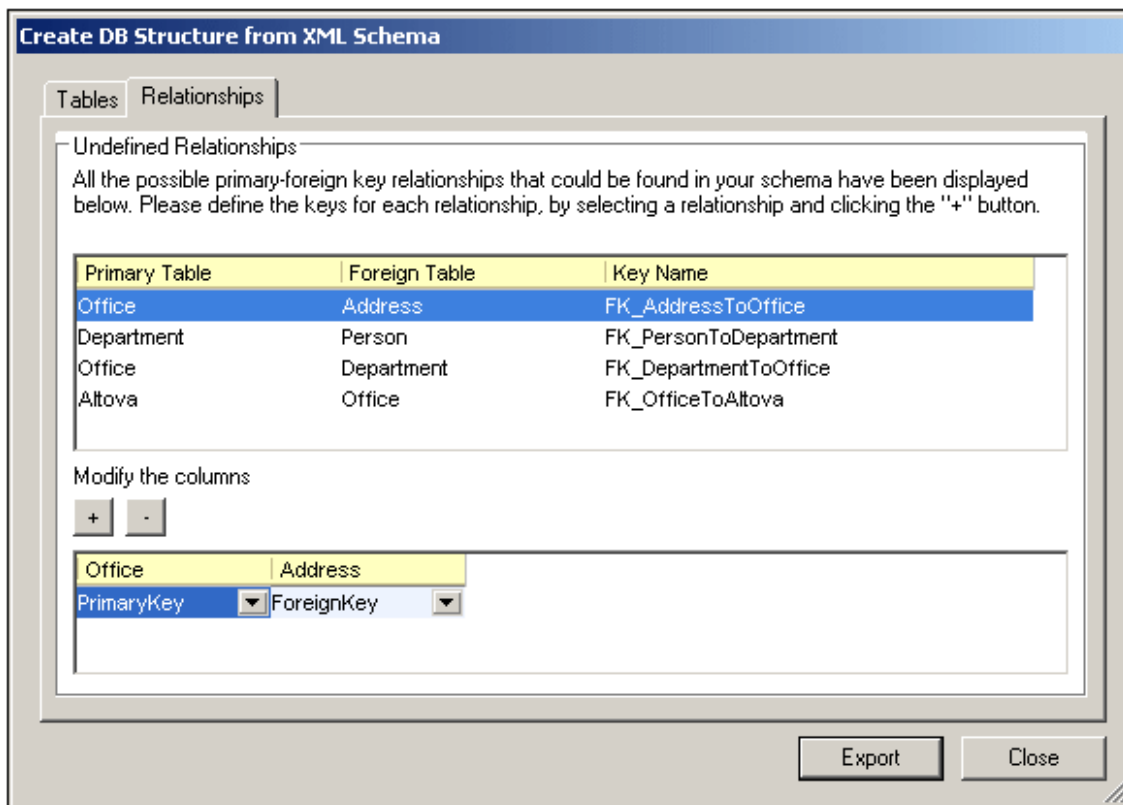 Create DB Structure from XML Schema
Tables Relationships
Undefined Relationships
All the possible primary-foreign key relationships that could be found in your schema have been displayed
below. Please define the keys for each relationship, by selecting a relationship and clicking the "+" button.
Primary Table Foreign Table Key Name
Office Address FK_AddressToOffice
Department Person FK_PersonToDepartment
Office Department FK_DepartmentToOffice
Altova Office FK_OfficeToAltova
Modify the columns
+ -
Office Address
PrimaryKey ForeignKey
Export Close